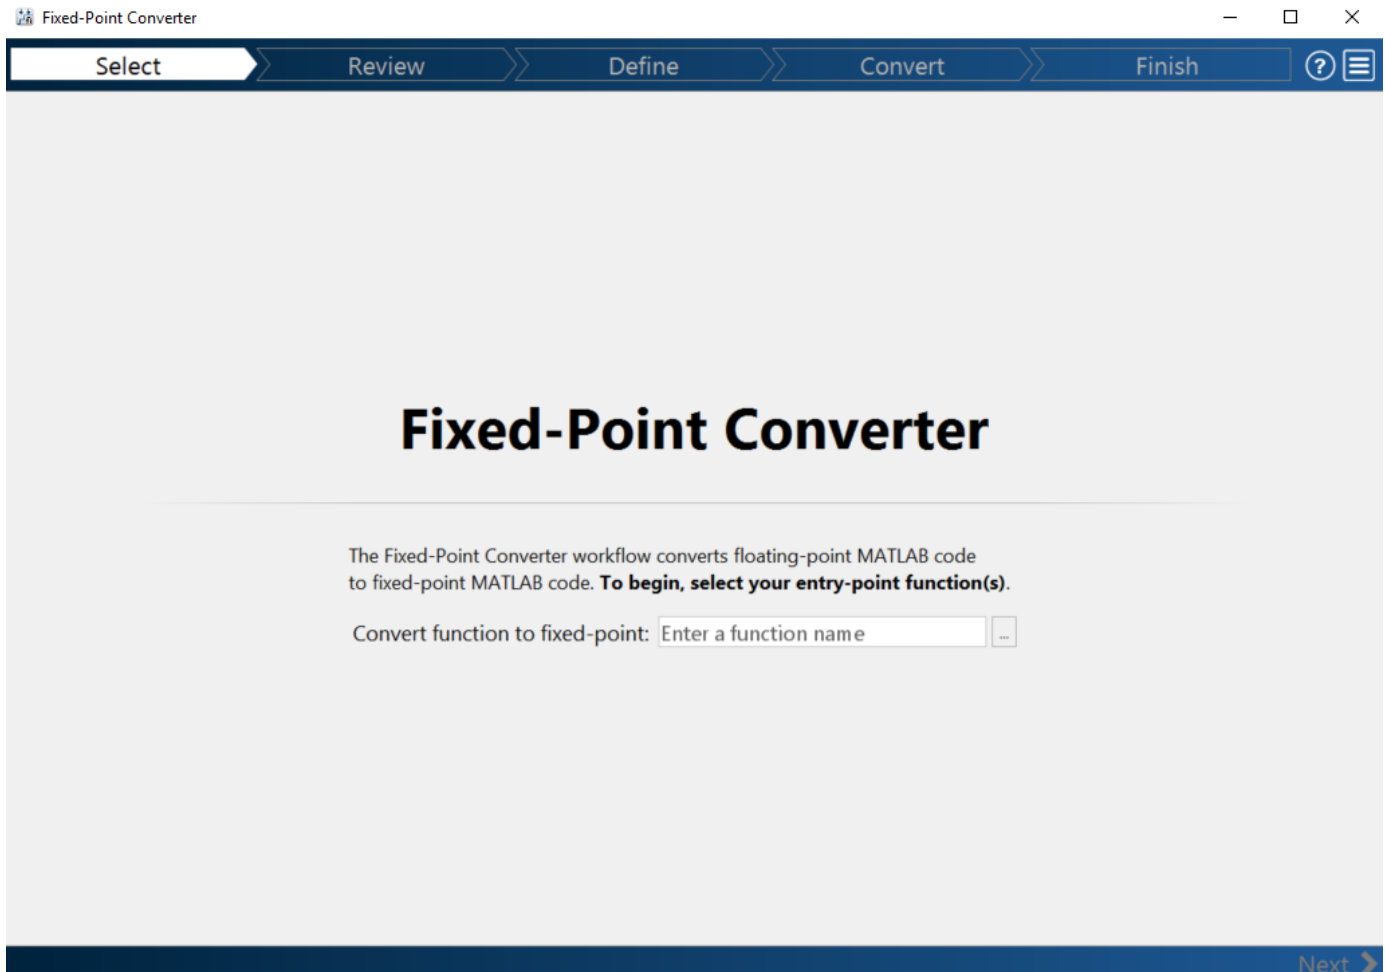 Fixed-Point Converter
Select Review Define Convert Finish ?
Fixed-Point Converter
The Fixed-Point Converter workflow converts floating-point MATLAB code
to fixed-point MATLAB code. To begin, select your entry-point function(s).
Convert function to fixed-point: Enter a function name ...
Next